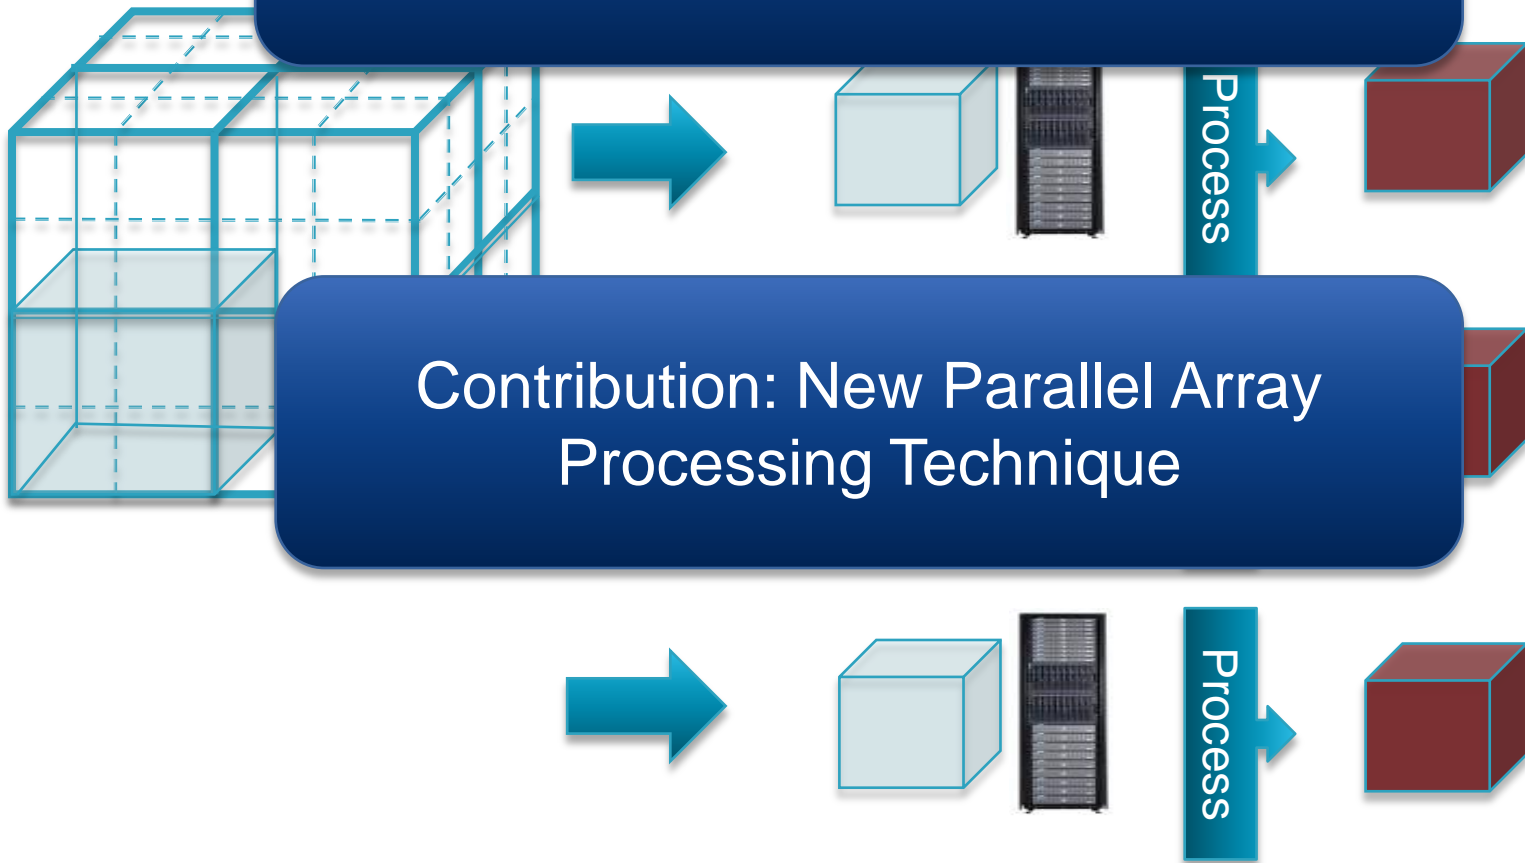 Process
Contribution: New Parallel Array
Processing Technique
Process